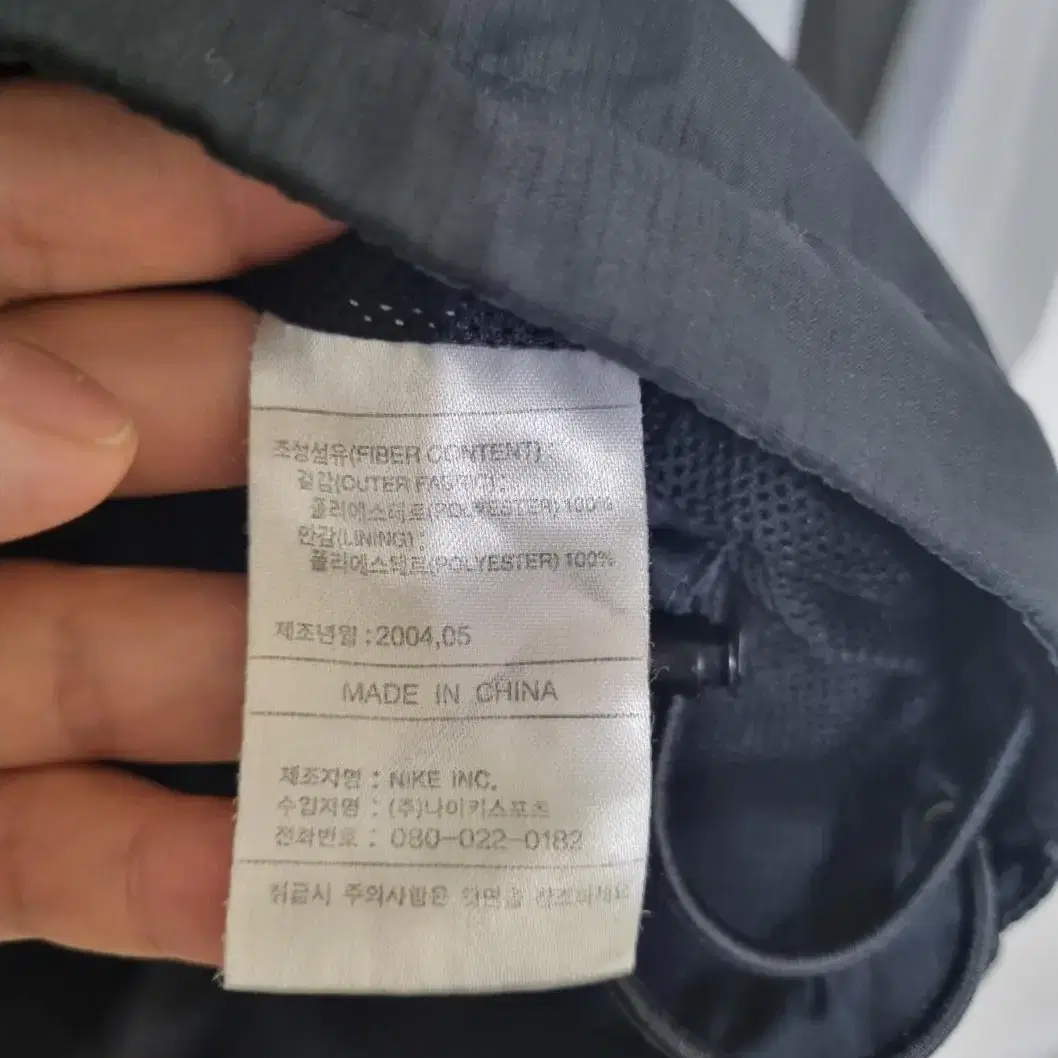 조성섬유(FIBER CONTENT) :
겉감(OUTER FABRIC) :
폴리에스테르(POLYESTER) 100%
안감(LINING) :
폴리에스테르(POLYESTER) 100%
제조년월 : 2004,05
MADE IN CHINA
제조자명 : NIKE INC.
수입자명 : (주)나이키스포츠
전화번호 : 080-022-0182
취급시 주의사항은 뒷면을 참조하세요